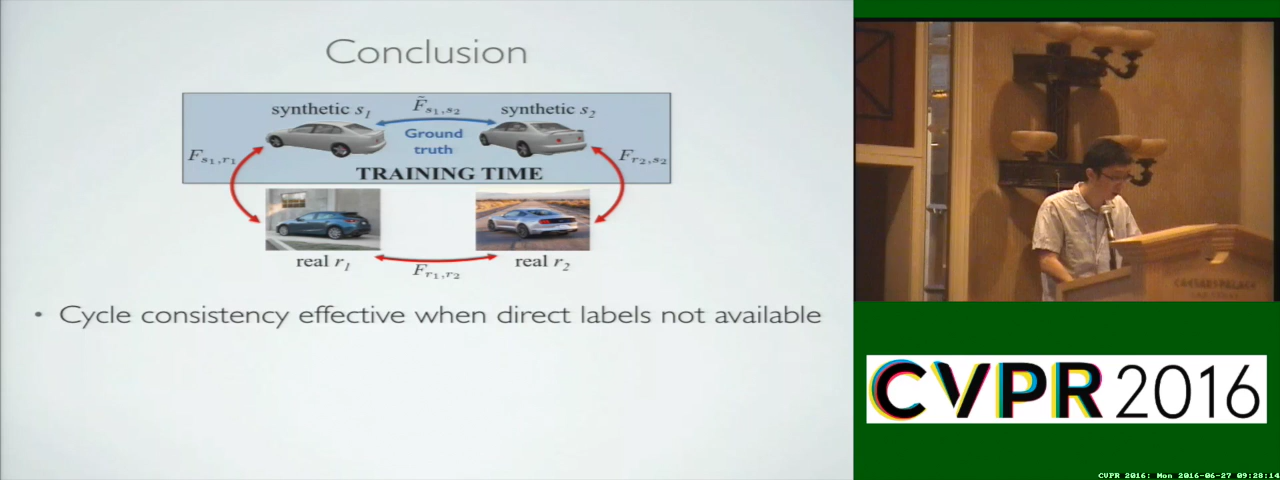 Conclusion
synthetic s1
F̃s1,s2
synthetic s2
Ground
truth
Fs1,r1
Fr2,s2
TRAINING TIME
real r1
Fr1,r2
real r2
• Cycle consistency effective when direct labels not available
CAESARS PALACE
CVPR 2016
CVPR 2016: Mon 2016-06-27 09:28:14